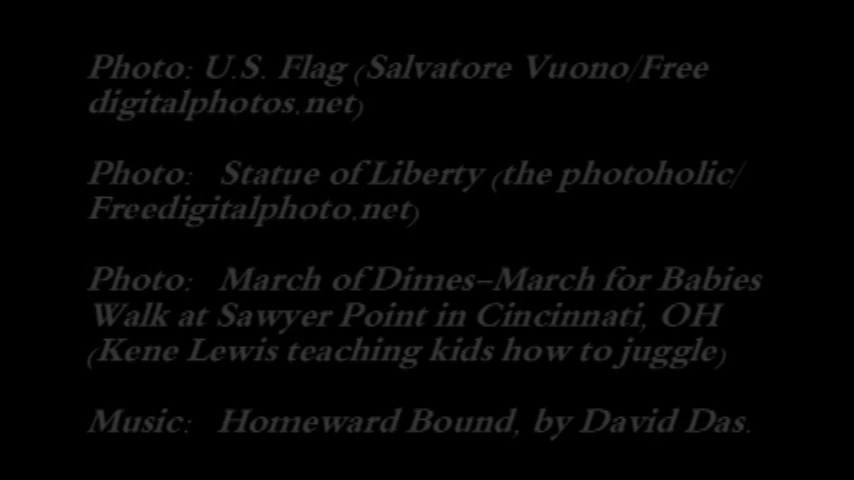 Photo: U.S. Flag (Salvatore Vuono/Free
digitalphotos.net)
Photo: Statue of Liberty (the photoholic/
Freedigitalphoto.net)
Photo: March of Dimes-March for Babies
Walk at Sawyer Point in Cincinnati, OH
(Kene Lewis teaching kids how to juggle)
Music: Homeward Bound, by David Das.